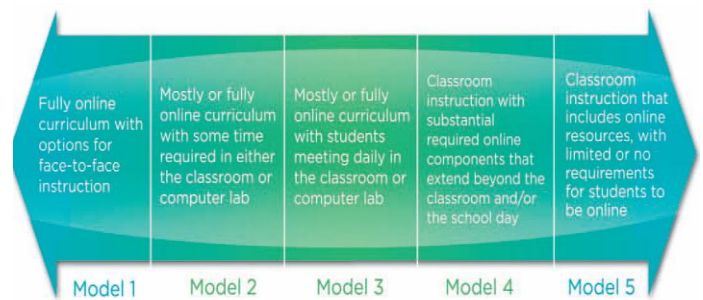 Fully online
curriculum with
options for
face-to-face
instruction
Mostly or fully
online curriculum
with some time
required in either
the classroom or
computer lab
Mostly or fully
online curriculum
with students
meeting daily in
the classroom or
computer lab
Classroom
instruction with
substantial
required online
components that
extend beyond the
classroom and/or
the school day
Classroom
instruction that
includes online
resources, with
limited or no
requirements
for students to
be online
Model 1
Model 2
Model 3
Model 4
Model 5